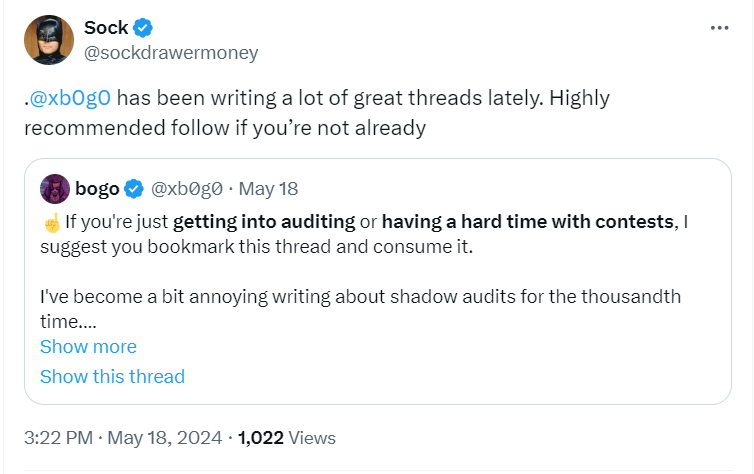 Sock
@sockdrawermoney
.@xb0g0 has been writing a lot of great threads lately. Highly
recommended follow if you’re not already
bogo @xb0g0 · May 18
☝️If you're just getting into auditing or having a hard time with contests, I
suggest you bookmark this thread and consume it.
I've become a bit annoying writing about shadow audits for the thousandth
time....
Show more
Show this thread
3:22 PM · May 18, 2024 · 1,022 Views